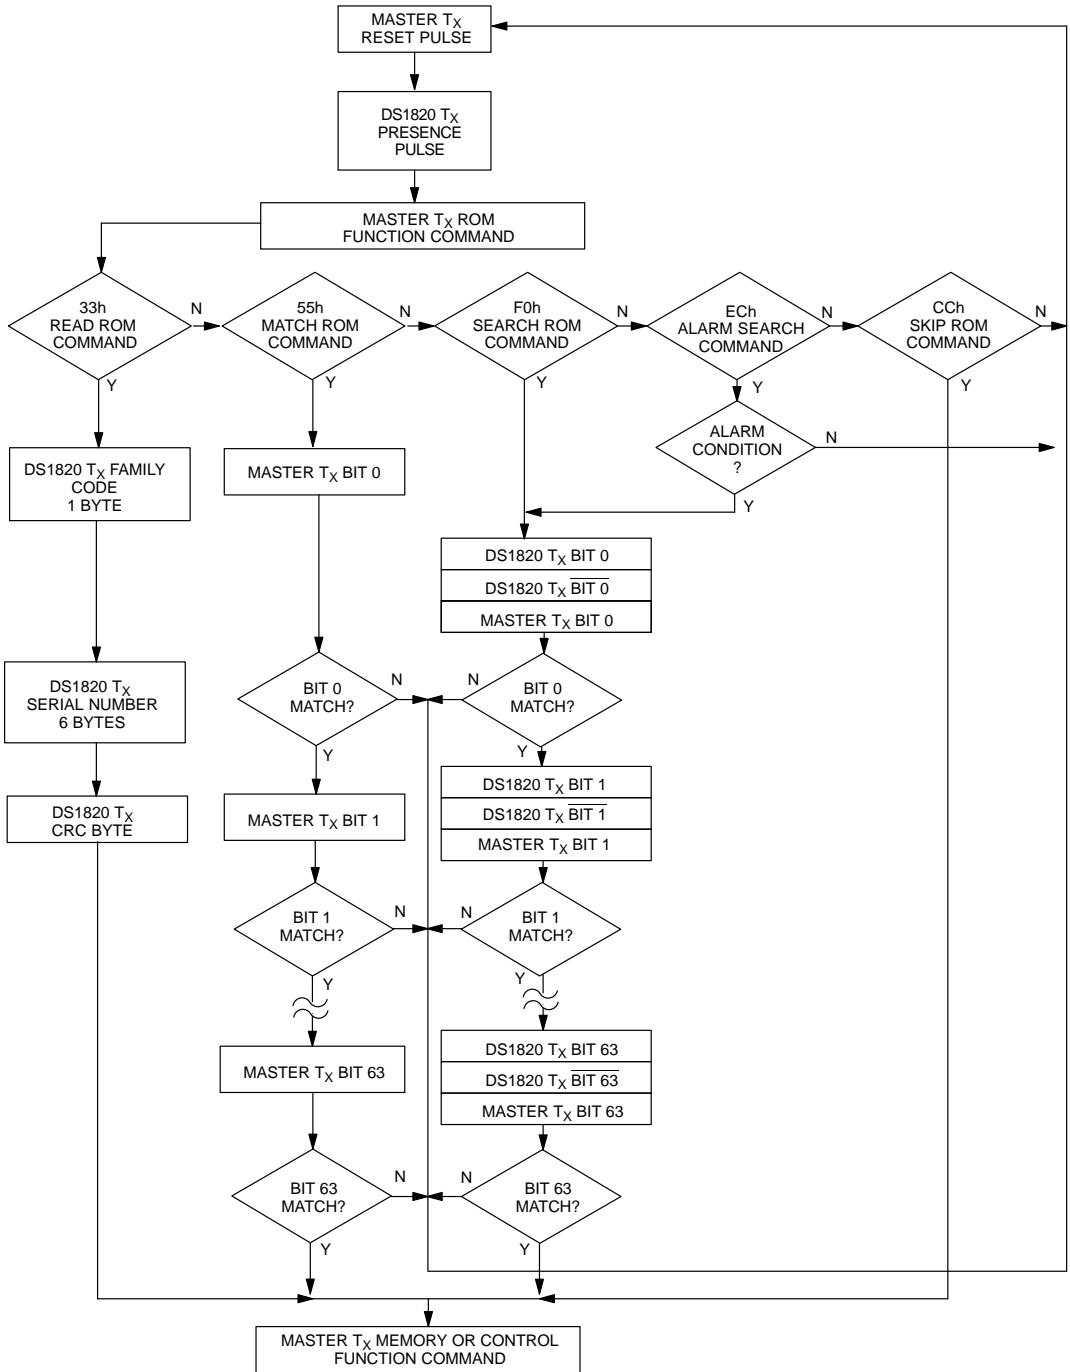 MASTER TX
RESET PULSE
DS1820 TX
PRESENCE
PULSE
MASTER TX ROM
FUNCTION COMMAND
33h
READ ROM
COMMAND
N
Y
55h
MATCH ROM
COMMAND
N
Y
F0h
SEARCH ROM
COMMAND
N
Y
ECh
ALARM SEARCH
COMMAND
N
Y
CCh
SKIP ROM
COMMAND
N
Y
ALARM
CONDITION
?
N
Y
DS1820 TX FAMILY
CODE
1 BYTE
MASTER TX BIT 0
DS1820 TX BIT 0
DS1820 TX B̅I̅T̅ ̅0̅
MASTER TX BIT 0
DS1820 TX
SERIAL NUMBER
6 BYTES
BIT 0
MATCH?
N
Y
BIT 0
MATCH?
N
Y
DS1820 TX
CRC BYTE
MASTER TX BIT 1
DS1820 TX BIT 1
DS1820 TX B̅I̅T̅ ̅1̅
MASTER TX BIT 1
BIT 1
MATCH?
N
Y
BIT 1
MATCH?
N
Y
MASTER TX BIT 63
DS1820 TX BIT 63
DS1820 TX B̅I̅T̅ ̅6̅3̅
MASTER TX BIT 63
BIT 63
MATCH?
N
Y
BIT 63
MATCH?
N
Y
MASTER TX MEMORY OR CONTROL
FUNCTION COMMAND